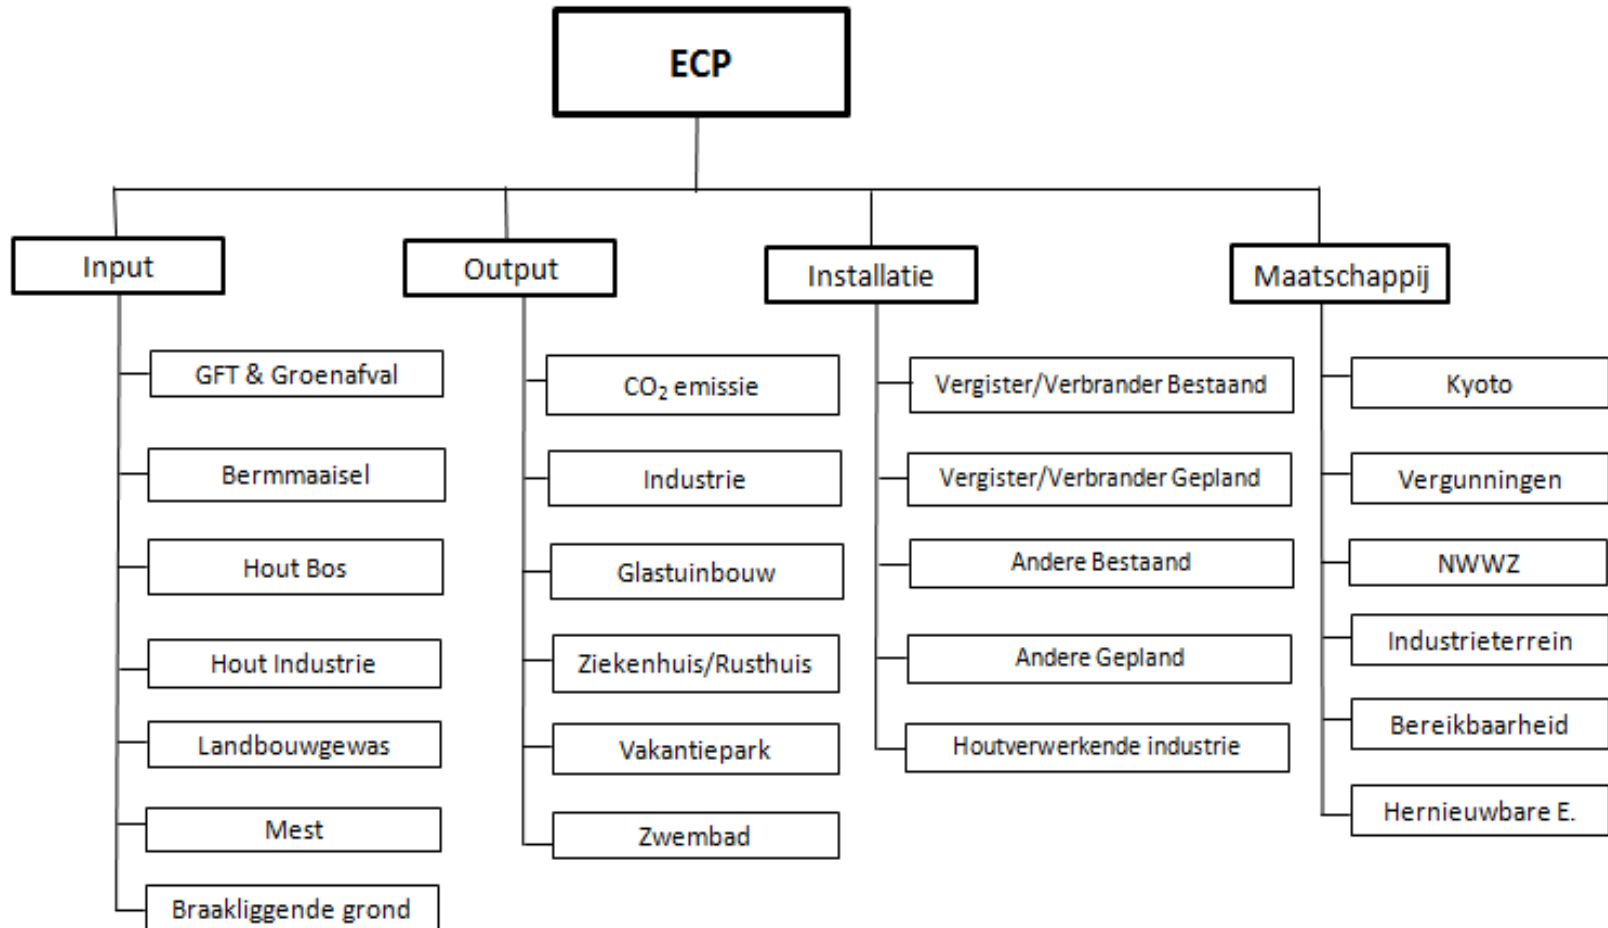 ECP
Input
GFT & Groenafval
Bermmaaisel
Hout Bos
Hout Industrie
Landbouwgewas
Mest
Braakliggende grond
Output
CO₂ emissie
Industrie
Glastuinbouw
Ziekenhuis/Rusthuis
Vakantiepark
Zwembad
Installatie
Vergister/Verbrander Bestaand
Vergister/Verbrander Gepland
Andere Bestaand
Andere Gepland
Houtverwerkende industrie
Maatschappij
Kyoto
Vergunningen
NWWZ
Industrieterrein
Bereikbaarheid
Hernieuwbare E.